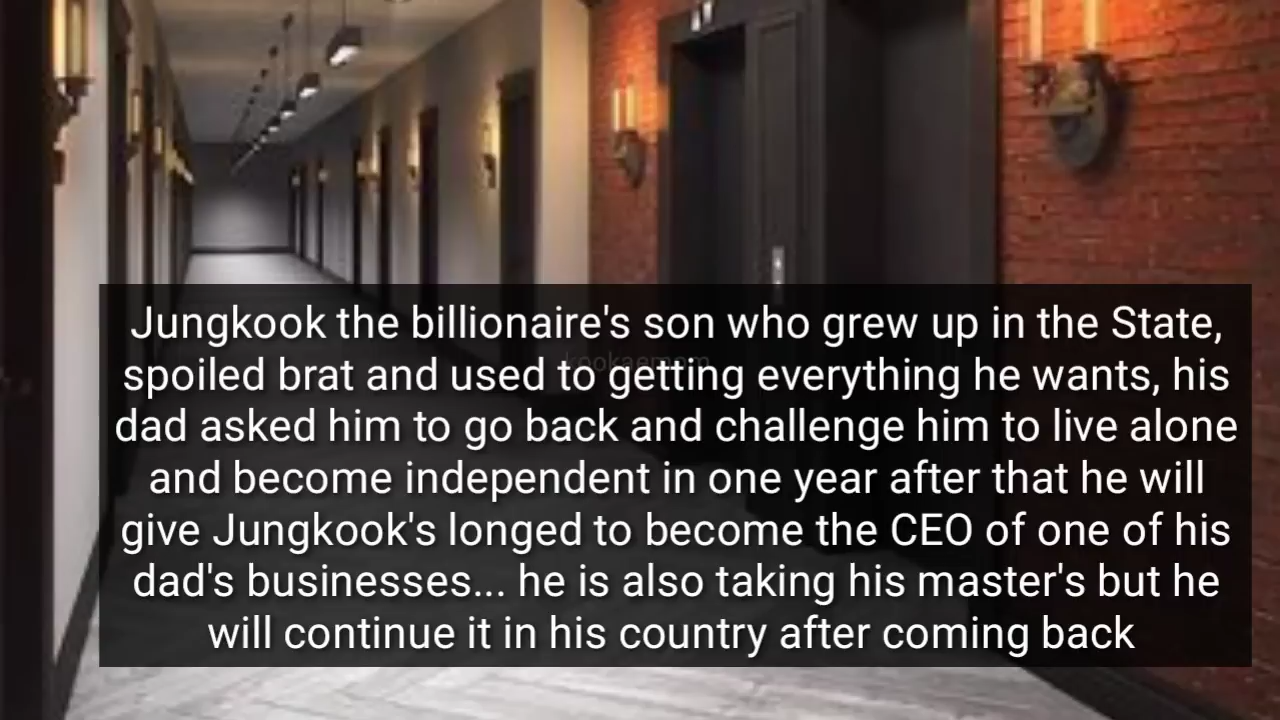 Jungkook the billionaire's son who grew up in the State,
kookaemom
spoiled brat and used to getting everything he wants, his
dad asked him to go back and challenge him to live alone
and become independent in one year after that he will
give Jungkook's longed to become the CEO of one of his
dad's businesses... he is also taking his master's but he
will continue it in his country after coming back